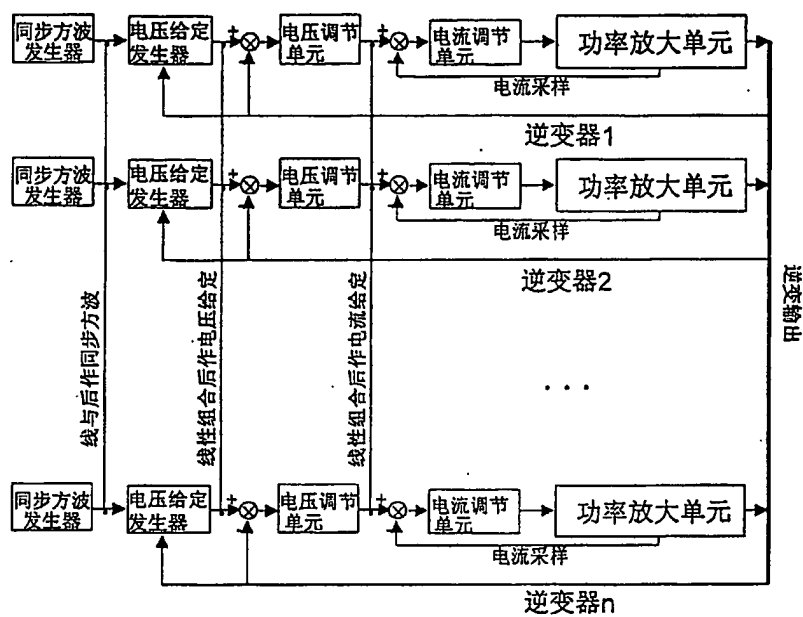 同步方波
发生器
电压给定
发生器
+
-
电压调节
单元
+
-
电流调节
单元
功率放大单元
电流采样
逆变器1
同步方波
发生器
电压给定
发生器
+
-
电压调节
单元
+
-
电流调节
单元
功率放大单元
电流采样
逆变器2
线与后作同步方波
线性组合后作电压给定
线性组合后作电流给定
逆变输出
...
同步方波
发生器
电压给定
发生器
+
-
电压调节
单元
+
-
电流调节
单元
功率放大单元
电流采样
逆变器n